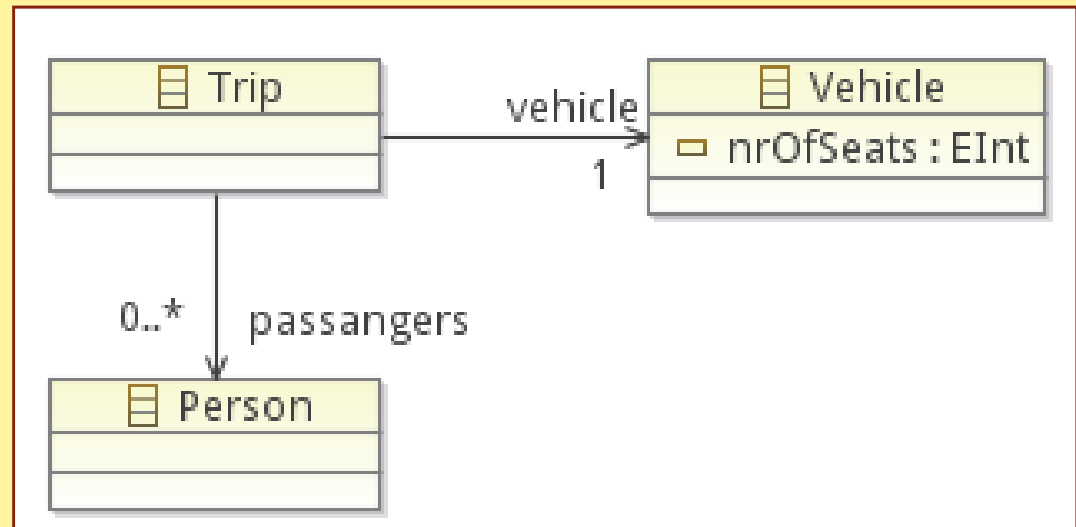 Trip
Vehicle
vehicle
nrOfSeats : EInt
1
0..*
passangers
Person